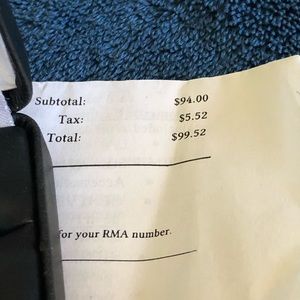 Subtotal: $94.00
Tax: $5.52
Total: $99.52
for your RMA number.